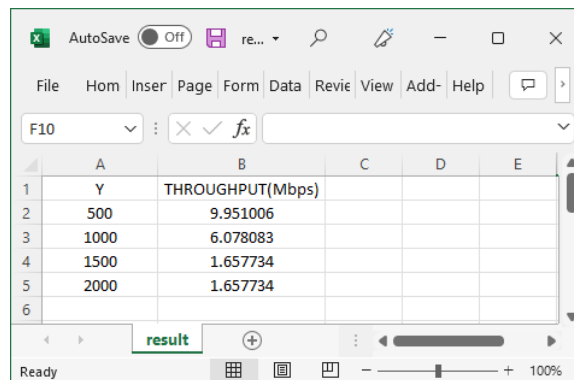 AutoSave Off re...
File Hom Inser Page Form Data Revie View Add- Help
F10 fx
A B C D E
1 Y THROUGHPUT(Mbps)
2 500 9.951006
3 1000 6.078083
4 1500 1.657734
5 2000 1.657734
6
result
Ready 100%